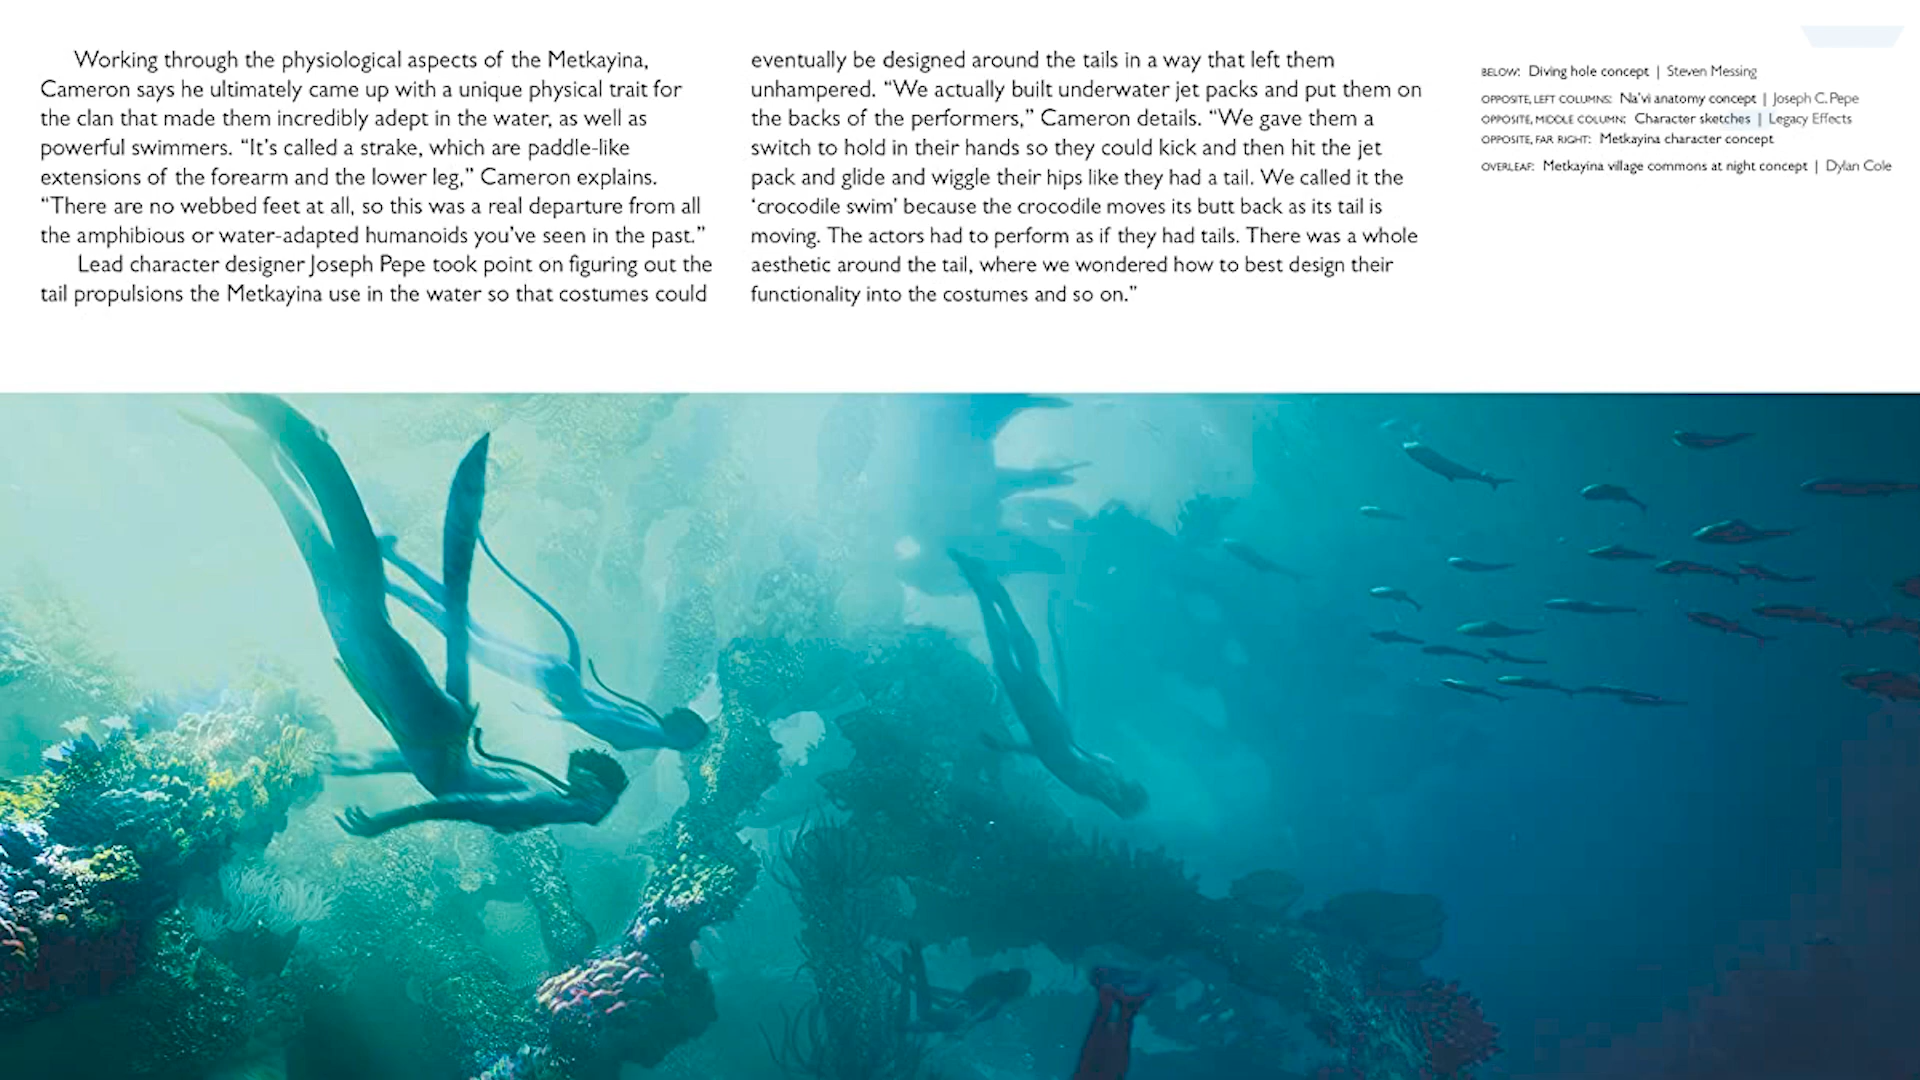 Working through the physiological aspects of the Metkayina,
Cameron says he ultimately came up with a unique physical trait for
the clan that made them incredibly adept in the water, as well as
powerful swimmers. “It’s called a strake, which are paddle-like
extensions of the forearm and the lower leg,” Cameron explains.
“There are no webbed feet at all, so this was a real departure from all
the amphibious or water-adapted humanoids you’ve seen in the past.”
Lead character designer Joseph Pepe took point on figuring out the
tail propulsions the Metkayina use in the water so that costumes could
eventually be designed around the tails in a way that left them
unhampered. “We actually built underwater jet packs and put them on
the backs of the performers,” Cameron details. “We gave them a
switch to hold in their hands so they could kick and then hit the jet
pack and glide and wiggle their hips like they had a tail. We called it the
‘crocodile swim’ because the crocodile moves its butt back as its tail is
moving. The actors had to perform as if they had tails. There was a whole
aesthetic around the tail, where we wondered how to best design their
functionality into the costumes and so on.”
BELOW: Diving hole concept | Steven Messing
OPPOSITE, LEFT COLUMNS: Na’vi anatomy concept | Joseph C. Pepe
OPPOSITE, MIDDLE COLUMN: Character sketches | Legacy Effects
OPPOSITE, FAR RIGHT: Metkayina character concept
OVERLEAF: Metkayina village commons at night concept | Dylan Cole